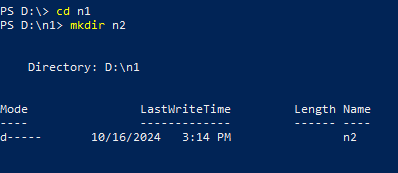 PS D:\> cd n1
PS D:\n1> mkdir n2
Directory: D:\n1
Mode LastWriteTime Length Name
---- ------------- ------ ----
d----- 10/16/2024 3:14 PM n2